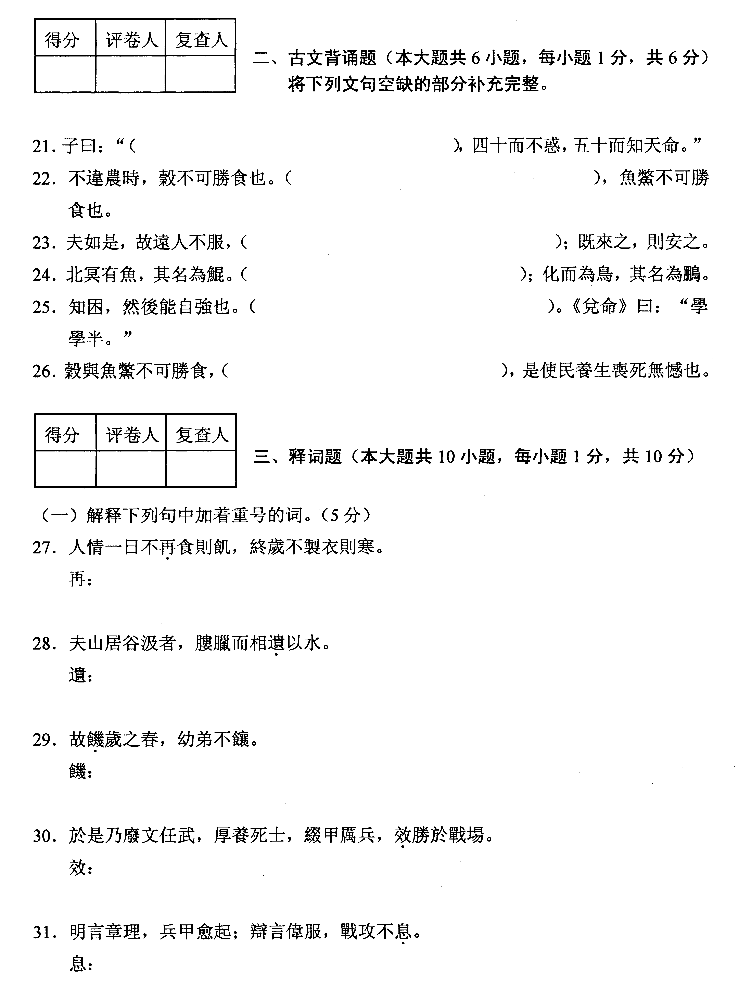 得分 评卷人 复查人
二、古文背诵题（本大题共 6 小题，每小题 1 分，共 6 分）
将下列文句空缺的部分补充完整。
21. 子曰：“（ ），四十而不惑，五十而知天命。”
22. 不違農時，榖不可勝食也。（ ），魚鱉不可勝
食也。
23. 夫如是，故遠人不服，（ ）；既來之，則安之。
24. 北冥有魚，其名為鯤。（ ）；化而為鳥，其名為鵬。
25. 知困，然後能自強也。（ ）。《兌命》曰：“學
學半。”
26. 榖與魚鱉不可勝食，（ ），是使民養生喪死無憾也。
得分 评卷人 复查人
三、释词题（本大题共 10 小题，每小题 1 分，共 10 分）
（一）解释下列句中加着重号的词。（5 分）
27. 人情一日不再食則飢，終歲不製衣則寒。
再：
28. 夫山居谷汲者，膢臘而相遺以水。
遺：
29. 故饑歲之春，幼弟不饟。
饑：
30. 於是乃廢文任武，厚養死士，綴甲厲兵，效勝於戰場。
效：
31. 明言章理，兵甲愈起；辯言偉服，戰攻不息。
息：